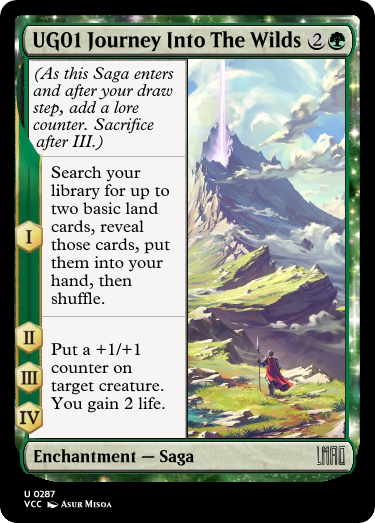 UG01 Journey Into The Wilds 2
(As this Saga enters
and after your draw
step, add a lore
counter. Sacrifice
after III.)
I
Search your
library for up to
two basic land
cards, reveal
those cards, put
them into your
hand, then
shuffle.
II
III
IV
Put a +1/+1
counter on
target creature.
You gain 2 life.
Enchantment — Saga
LMAO
U 0287
VCC Asur Misoa